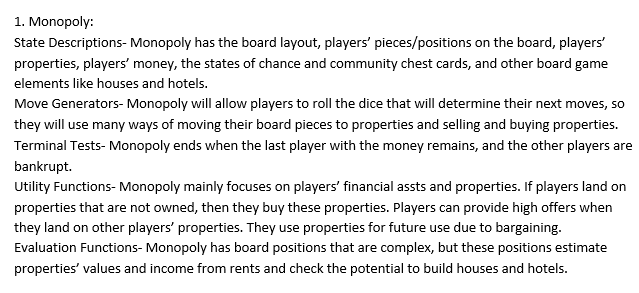 1. Monopoly:
State Descriptions- Monopoly has the board layout, players’ pieces/positions on the board, players’
properties, players’ money, the states of chance and community chest cards, and other board game
elements like houses and hotels.
Move Generators- Monopoly will allow players to roll the dice that will determine their next moves, so
they will use many ways of moving their board pieces to properties and selling and buying properties.
Terminal Tests- Monopoly ends when the last player with the money remains, and the other players are
bankrupt.
Utility Functions- Monopoly mainly focuses on players’ financial assts and properties. If players land on
properties that are not owned, then they buy these properties. Players can provide high offers when
they land on other players’ properties. They use properties for future use due to bargaining.
Evaluation Functions- Monopoly has board positions that are complex, but these positions estimate
properties’ values and income from rents and check the potential to build houses and hotels.